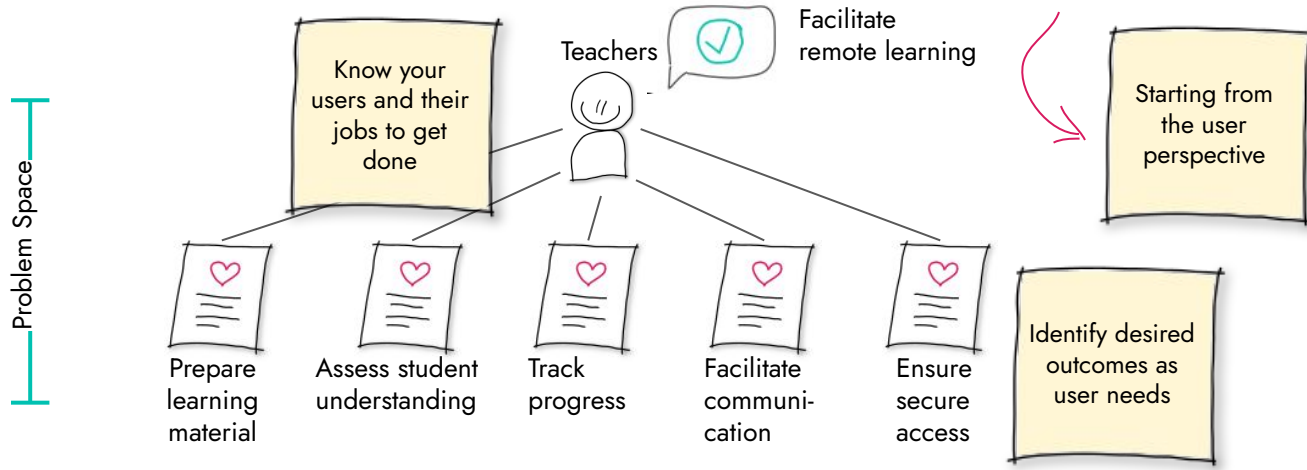 Facilitate
remote learning
Teachers
Know your
users and their
jobs to get
done
Starting from
the user
perspective
Problem Space
Prepare
learning
material
Assess student
understanding
Track
progress
Facilitate
communi-
cation
Ensure
secure
access
Identify desired
outcomes as
user needs